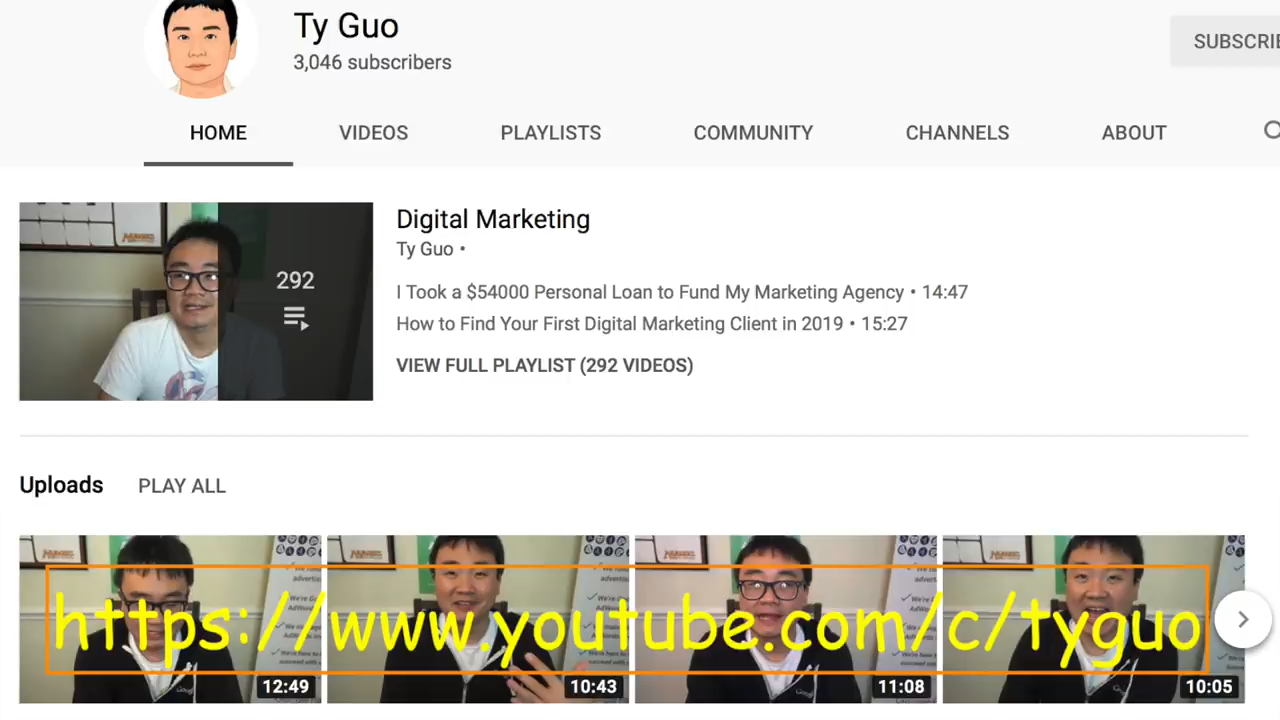 Ty Guo
3,046 subscribers
SUBSCRIE
HOME VIDEOS PLAYLISTS COMMUNITY CHANNELS ABOUT
292
Digital Marketing
Ty Guo •
I Took a $54000 Personal Loan to Fund My Marketing Agency • 14:47
How to Find Your First Digital Marketing Client in 2019 • 15:27
VIEW FULL PLAYLIST (292 VIDEOS)
Uploads PLAY ALL
https://www.youtube.com/c/tyguo
12:49 10:43 11:08 10:05